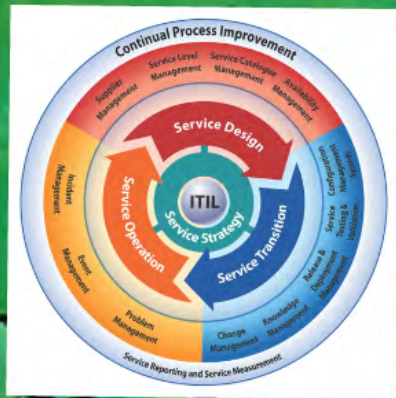 Continual Process Improvement
Supplier
Management
Service Level
Management
Service Catalogue
Management
Availability
Management
Service Design
Service
Configuration
Management
Service
Testing &
Validation
Release &
Deployment
Management
Knowledge
Management
Change
Management
Service Transition
ITIL
Service Strategy
Service Operation
Incident
Management
Event
Management
Problem
Management
Service Reporting and Service Measurement